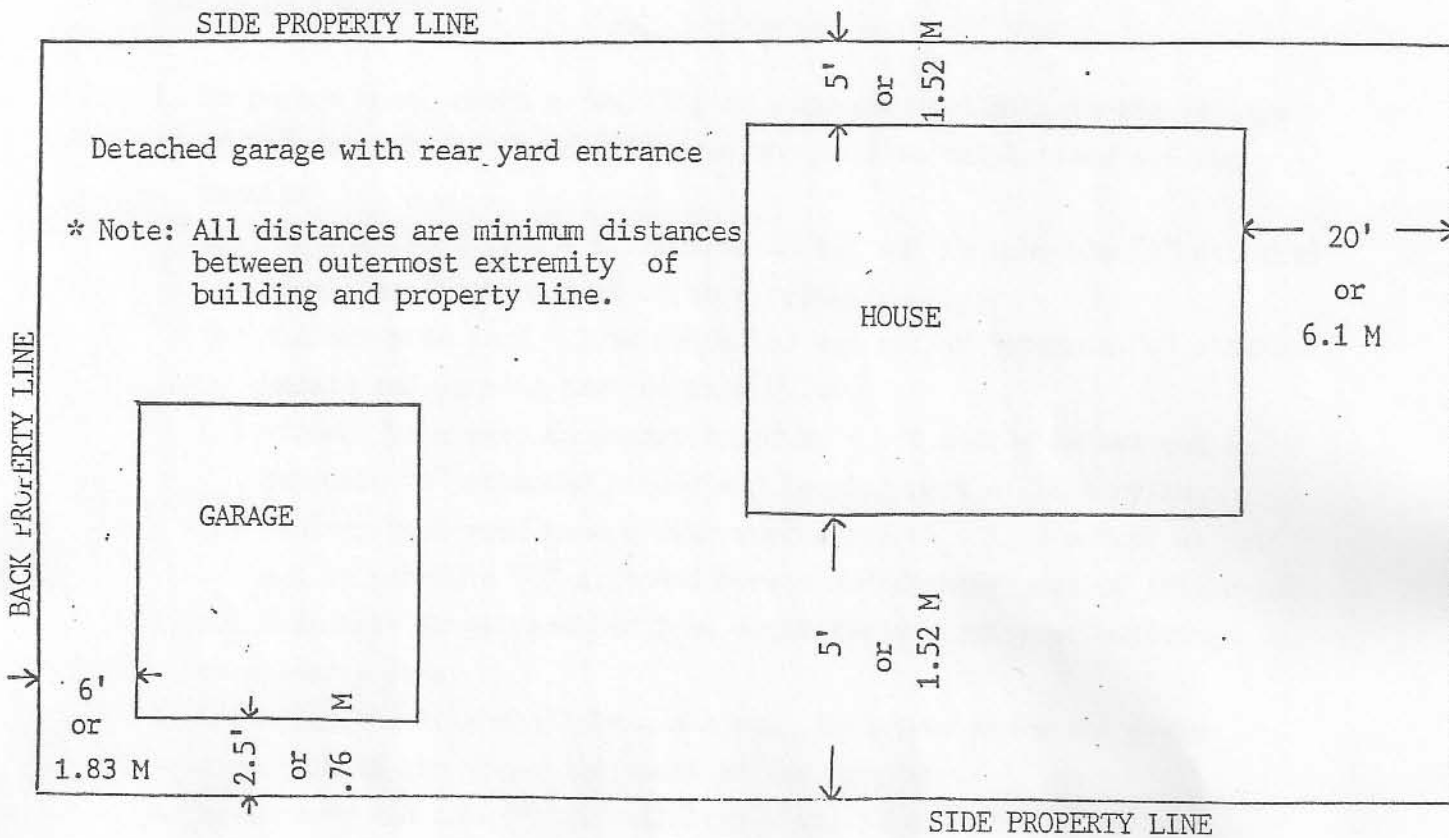 SIDE PROPERTY LINE
5'
or
1.52 M
Detached garage with rear yard entrance
* Note: All distances are minimum distances
between outermost extremity of
building and property line.
HOUSE
20'
or
6.1 M
BACK PROPERTY LINE
GARAGE
6'
or
1.83 M
2.5'
or
.76 M
5'
or
1.52 M
SIDE PROPERTY LINE